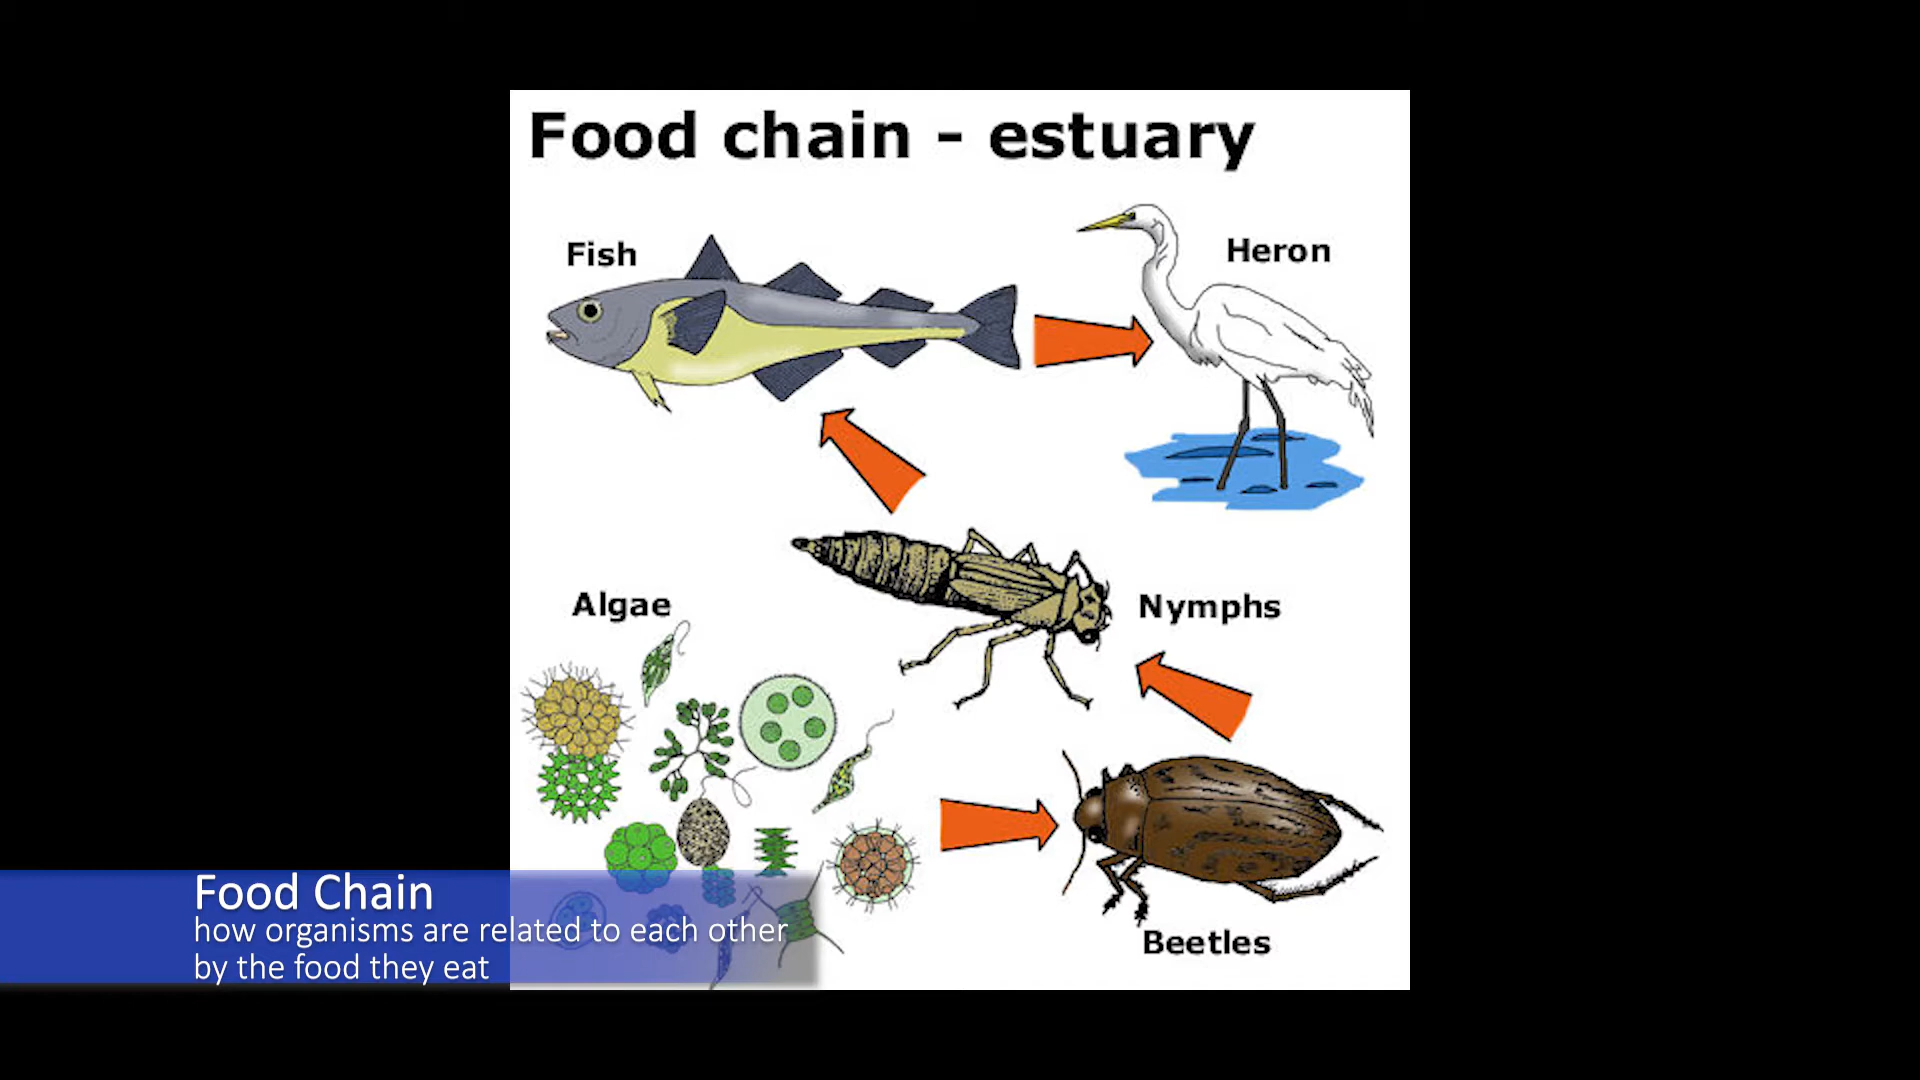 Food chain - estuary
Fish
Heron
Algae
Nymphs
Beetles
Food Chain
how organisms are related to each other
by the food they eat